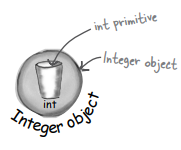 int primitive
Integer object
int
Integer object